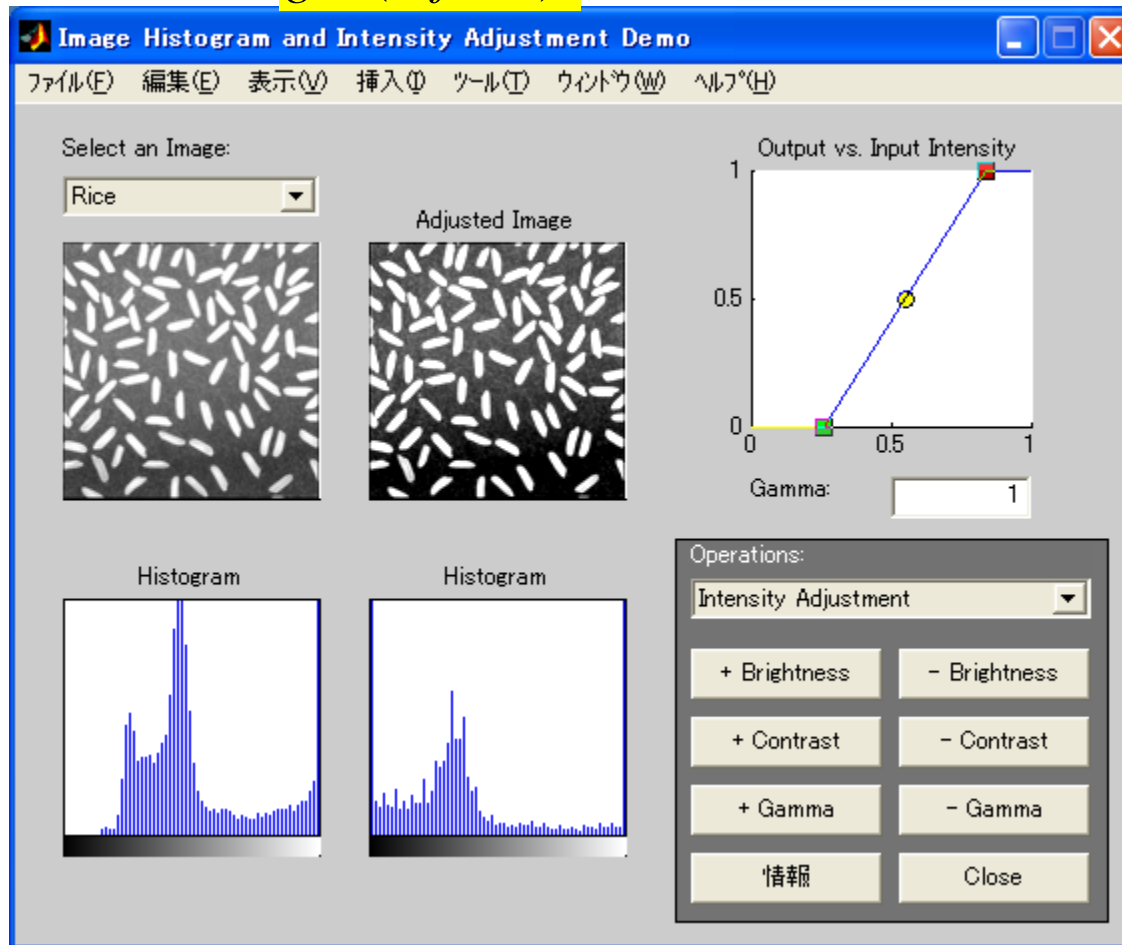 Image Histogram and Intensity Adjustment Demo
ファイル(F) 編集(E) 表示(V) 挿入(I) ツール(T) ウィンドウ(W) ヘルプ(H)
Select an Image:
Rice
Adjusted Image
Output vs. Input Intensity
1
0.5
0
0 0.5 1
Gamma: 1
Histogram
Histogram
Operations:
Intensity Adjustment
+ Brightness - Brightness
+ Contrast - Contrast
+ Gamma - Gamma
情報 Close